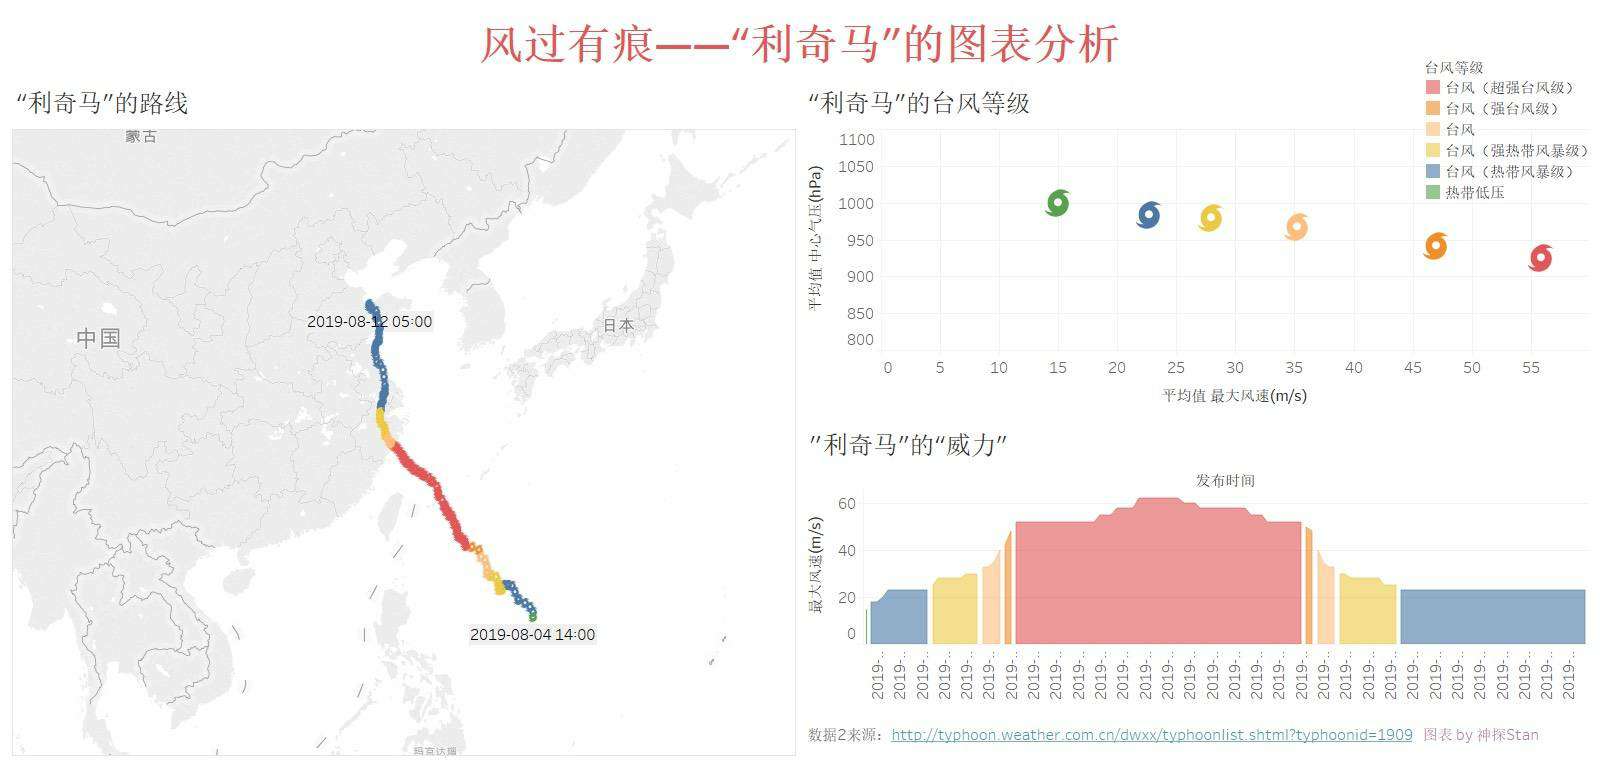 风过有痕——“利奇马”的图表分析
“利奇马”的路线
蒙古
中国
日本
2019-08-12 05:00
2019-08-04 14:00
“利奇马”的台风等级
台风等级
台风（超强台风级）
台风（强台风级）
台风
台风（强热带风暴级）
台风（热带风暴级）
热带低压
平均值 中心气压(hPa)
1100
1050
1000
950
900
850
800
0 5 10 15 20 25 30 35 40 45 50 55
平均值 最大风速(m/s)
”利奇马”的“威力”
发布时间
最大风速(m/s)
60
40
20
0
2019-.. 2019-.. 2019-.. 2019-.. 2019-.. 2019-.. 2019-.. 2019-.. 2019-.. 2019-.. 2019-.. 2019-.. 2019-.. 2019-.. 2019-.. 2019-.. 2019-.. 2019-.. 2019-.. 2019-.. 2019-.. 2019-.. 2019-.. 2019-.. 2019-.. 2019-.. 2019-.. 2019-.. 2019-.. 2019-.. 2019-.. 2019-..
数据2来源：http://typhoon.weather.com.cn/dwxx/typhoonlist.shtml?typhoonid=1909 图表 by 神探Stan